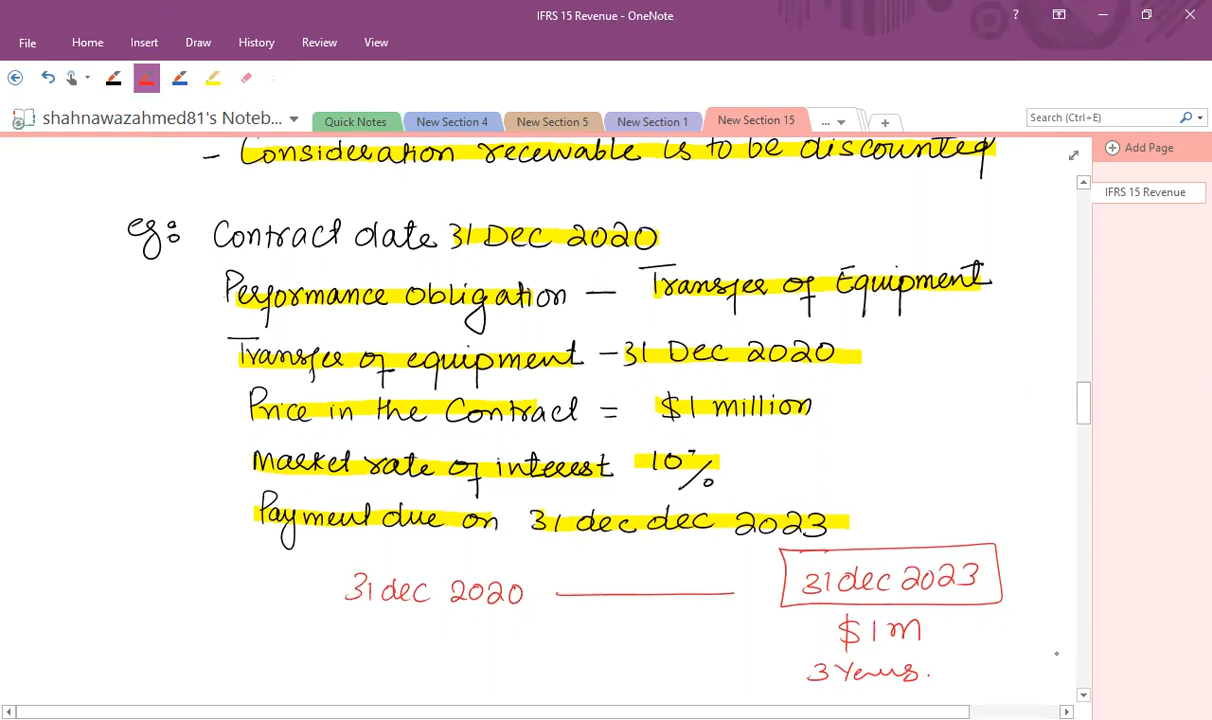 IFRS 15 Revenue - OneNote
File Home Insert Draw History Review View
shahnawazahmed81's Noteb... Quick Notes New Section 4 New Section 5 New Section 1 New Section 15 ... + Search (Ctrl+E)
Add Page
IFRS 15 Revenue
- Consideration receivable is to be discounted
eg: Contract date 31 Dec 2020
Performance obligation - Transfer of Equipment
Transfer of equipment - 31 Dec 2020
Price in the Contract = $1 million
Market rate of interest 10%
Payment due on 31 dec dec 2023
31 dec 2020 31 dec 2023
$1M
3 Years.